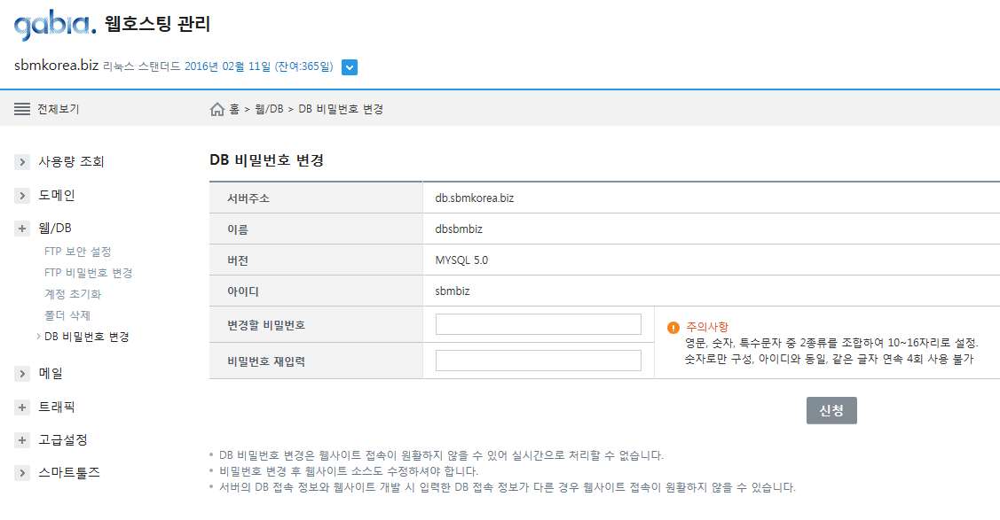 gabia. 웹호스팅 관리
sbmkorea.biz 리눅스 스탠더드 2016년 02월 11일 (잔여:365일)
전체보기
홈 > 웹/DB > DB 비밀번호 변경
사용량 조회
도메인
웹/DB
FTP 보안 설정
FTP 비밀번호 변경
계정 초기화
폴더 삭제
DB 비밀번호 변경
메일
트래픽
고급설정
스마트툴즈
DB 비밀번호 변경
서버주소 db.sbmkorea.biz
이름 dbsbmbiz
버전 MYSQL 5.0
아이디 sbmbiz
변경할 비밀번호
비밀번호 재입력
주의사항
영문, 숫자, 특수문자 중 2종류를 조합하여 10~16자리로 설정.
숫자로만 구성, 아이디와 동일, 같은 글자 연속 4회 사용 불가
신청
• DB 비밀번호 변경은 웹사이트 접속이 원활하지 않을 수 있어 실시간으로 처리할 수 없습니다.
• 비밀번호 변경 후 웹사이트 소스도 수정하셔야 합니다.
• 서버의 DB 접속 정보와 웹사이트 개발 시 입력한 DB 접속 정보가 다른 경우 웹사이트 접속이 원활하지 않을 수 있습니다.